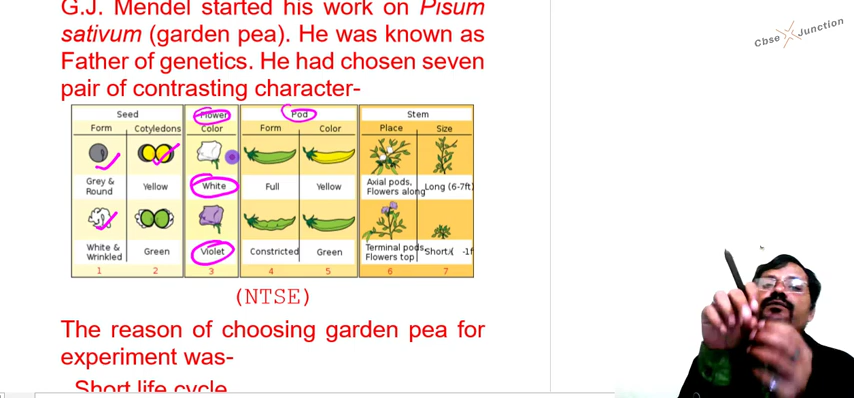 G.J. Mendel started his work on Pisum
sativum (garden pea). He was known as
Father of genetics. He had chosen seven
pair of contrasting character-
Cbse Junction
Seed Flower Pod Stem
Form Cotyledons Color Form Color Place Size
Grey & Round Yellow White Full Yellow Axial pods, Flowers along Long (6-7ft)
White & Wrinkled Green Violet Constricted Green Terminal pods, Flowers top Short
1 2 3 4 5 6 7
(NTSE)
The reason of choosing garden pea for
experiment was-
Short life cycle